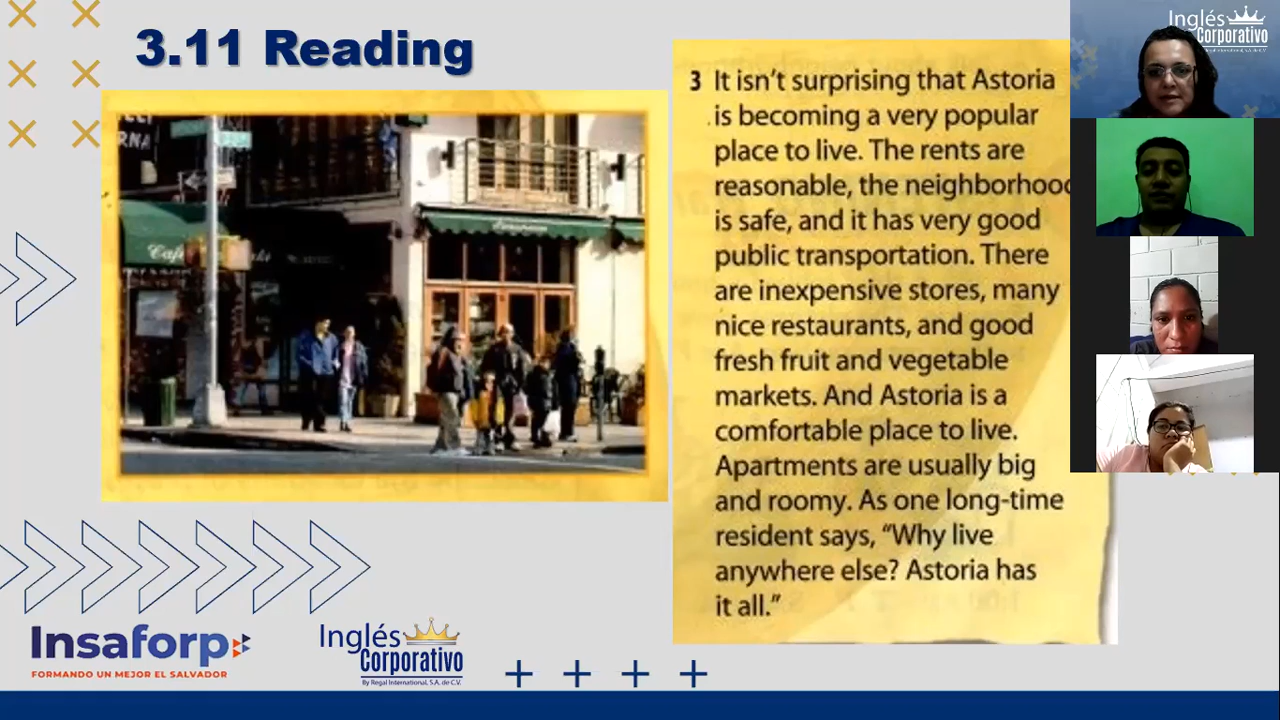 3.11 Reading
Inglés
Corporativo
3 It isn't surprising that Astoria
is becoming a very popular
place to live. The rents are
reasonable, the neighborhood
is safe, and it has very good
public transportation. There
are inexpensive stores, many
nice restaurants, and good
fresh fruit and vegetable
markets. And Astoria is a
comfortable place to live.
Apartments are usually big
and roomy. As one long-time
resident says, “Why live
anywhere else? Astoria has
it all.”
Insaforp
FORMANDO UN MEJOR EL SALVADOR
Inglés
Corporativo
By Regal International, S.A. de C.V.